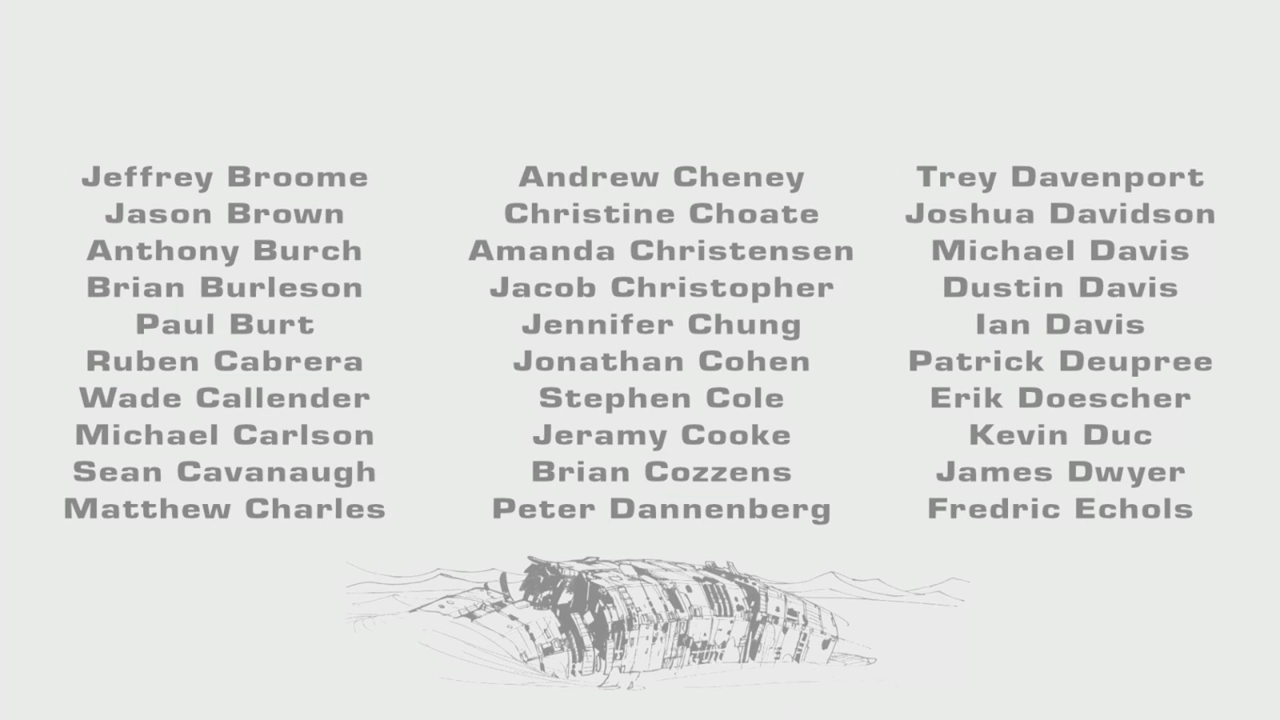 Jeffrey Broome
Jason Brown
Anthony Burch
Brian Burleson
Paul Burt
Ruben Cabrera
Wade Callender
Michael Carlson
Sean Cavanaugh
Matthew Charles
Andrew Cheney
Christine Choate
Amanda Christensen
Jacob Christopher
Jennifer Chung
Jonathan Cohen
Stephen Cole
Jeramy Cooke
Brian Cozzens
Peter Dannenberg
Trey Davenport
Joshua Davidson
Michael Davis
Dustin Davis
Ian Davis
Patrick Deupree
Erik Doescher
Kevin Duc
James Dwyer
Fredric Echols